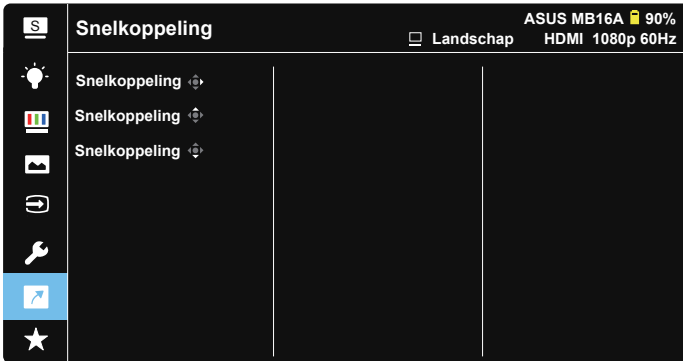 S
Snelkoppeling
ASUS MB16A 90%
Landschap HDMI 1080p 60Hz
Snelkoppeling
Snelkoppeling
Snelkoppeling